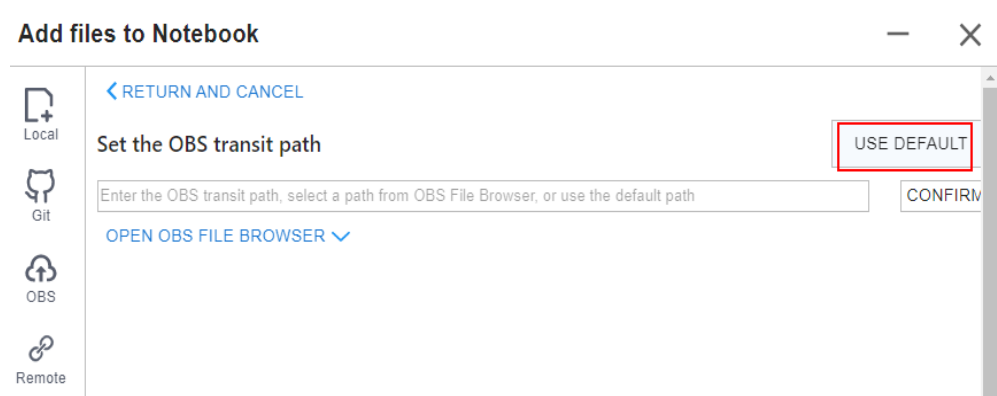 Add files to Notebook
RETURN AND CANCEL
Local
Set the OBS transit path
USE DEFAULT
Enter the OBS transit path, select a path from OBS File Browser, or use the default path
CONFIRM
Git
OPEN OBS FILE BROWSER
OBS
Remote